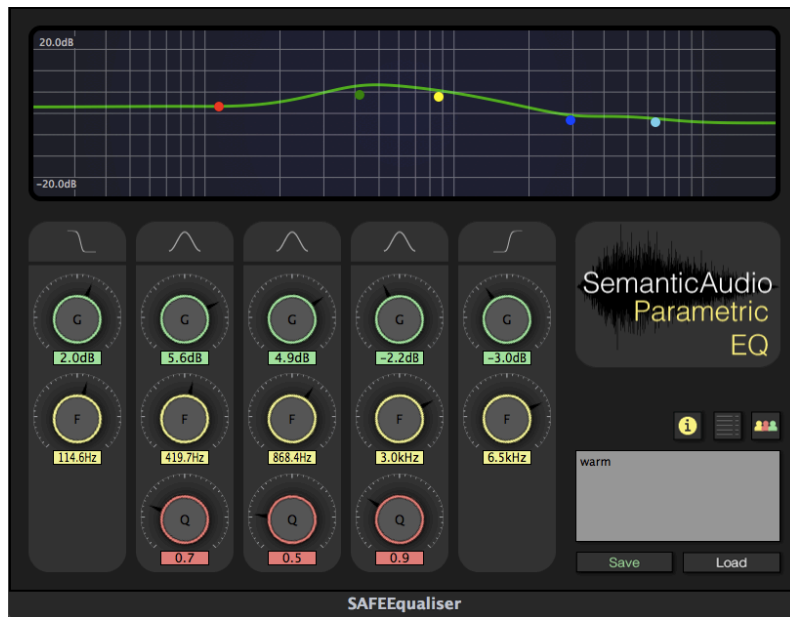 20.0dB
-20.0dB
G G G G G
2.0dB 5.6dB 4.9dB -2.2dB -3.0dB
F F F F F
114.6Hz 419.7Hz 868.4Hz 3.0kHz 6.5kHz
Q Q Q
0.7 0.5 0.9
SemanticAudio
Parametric
EQ
i
warm
Save Load
SAFEEqualiser